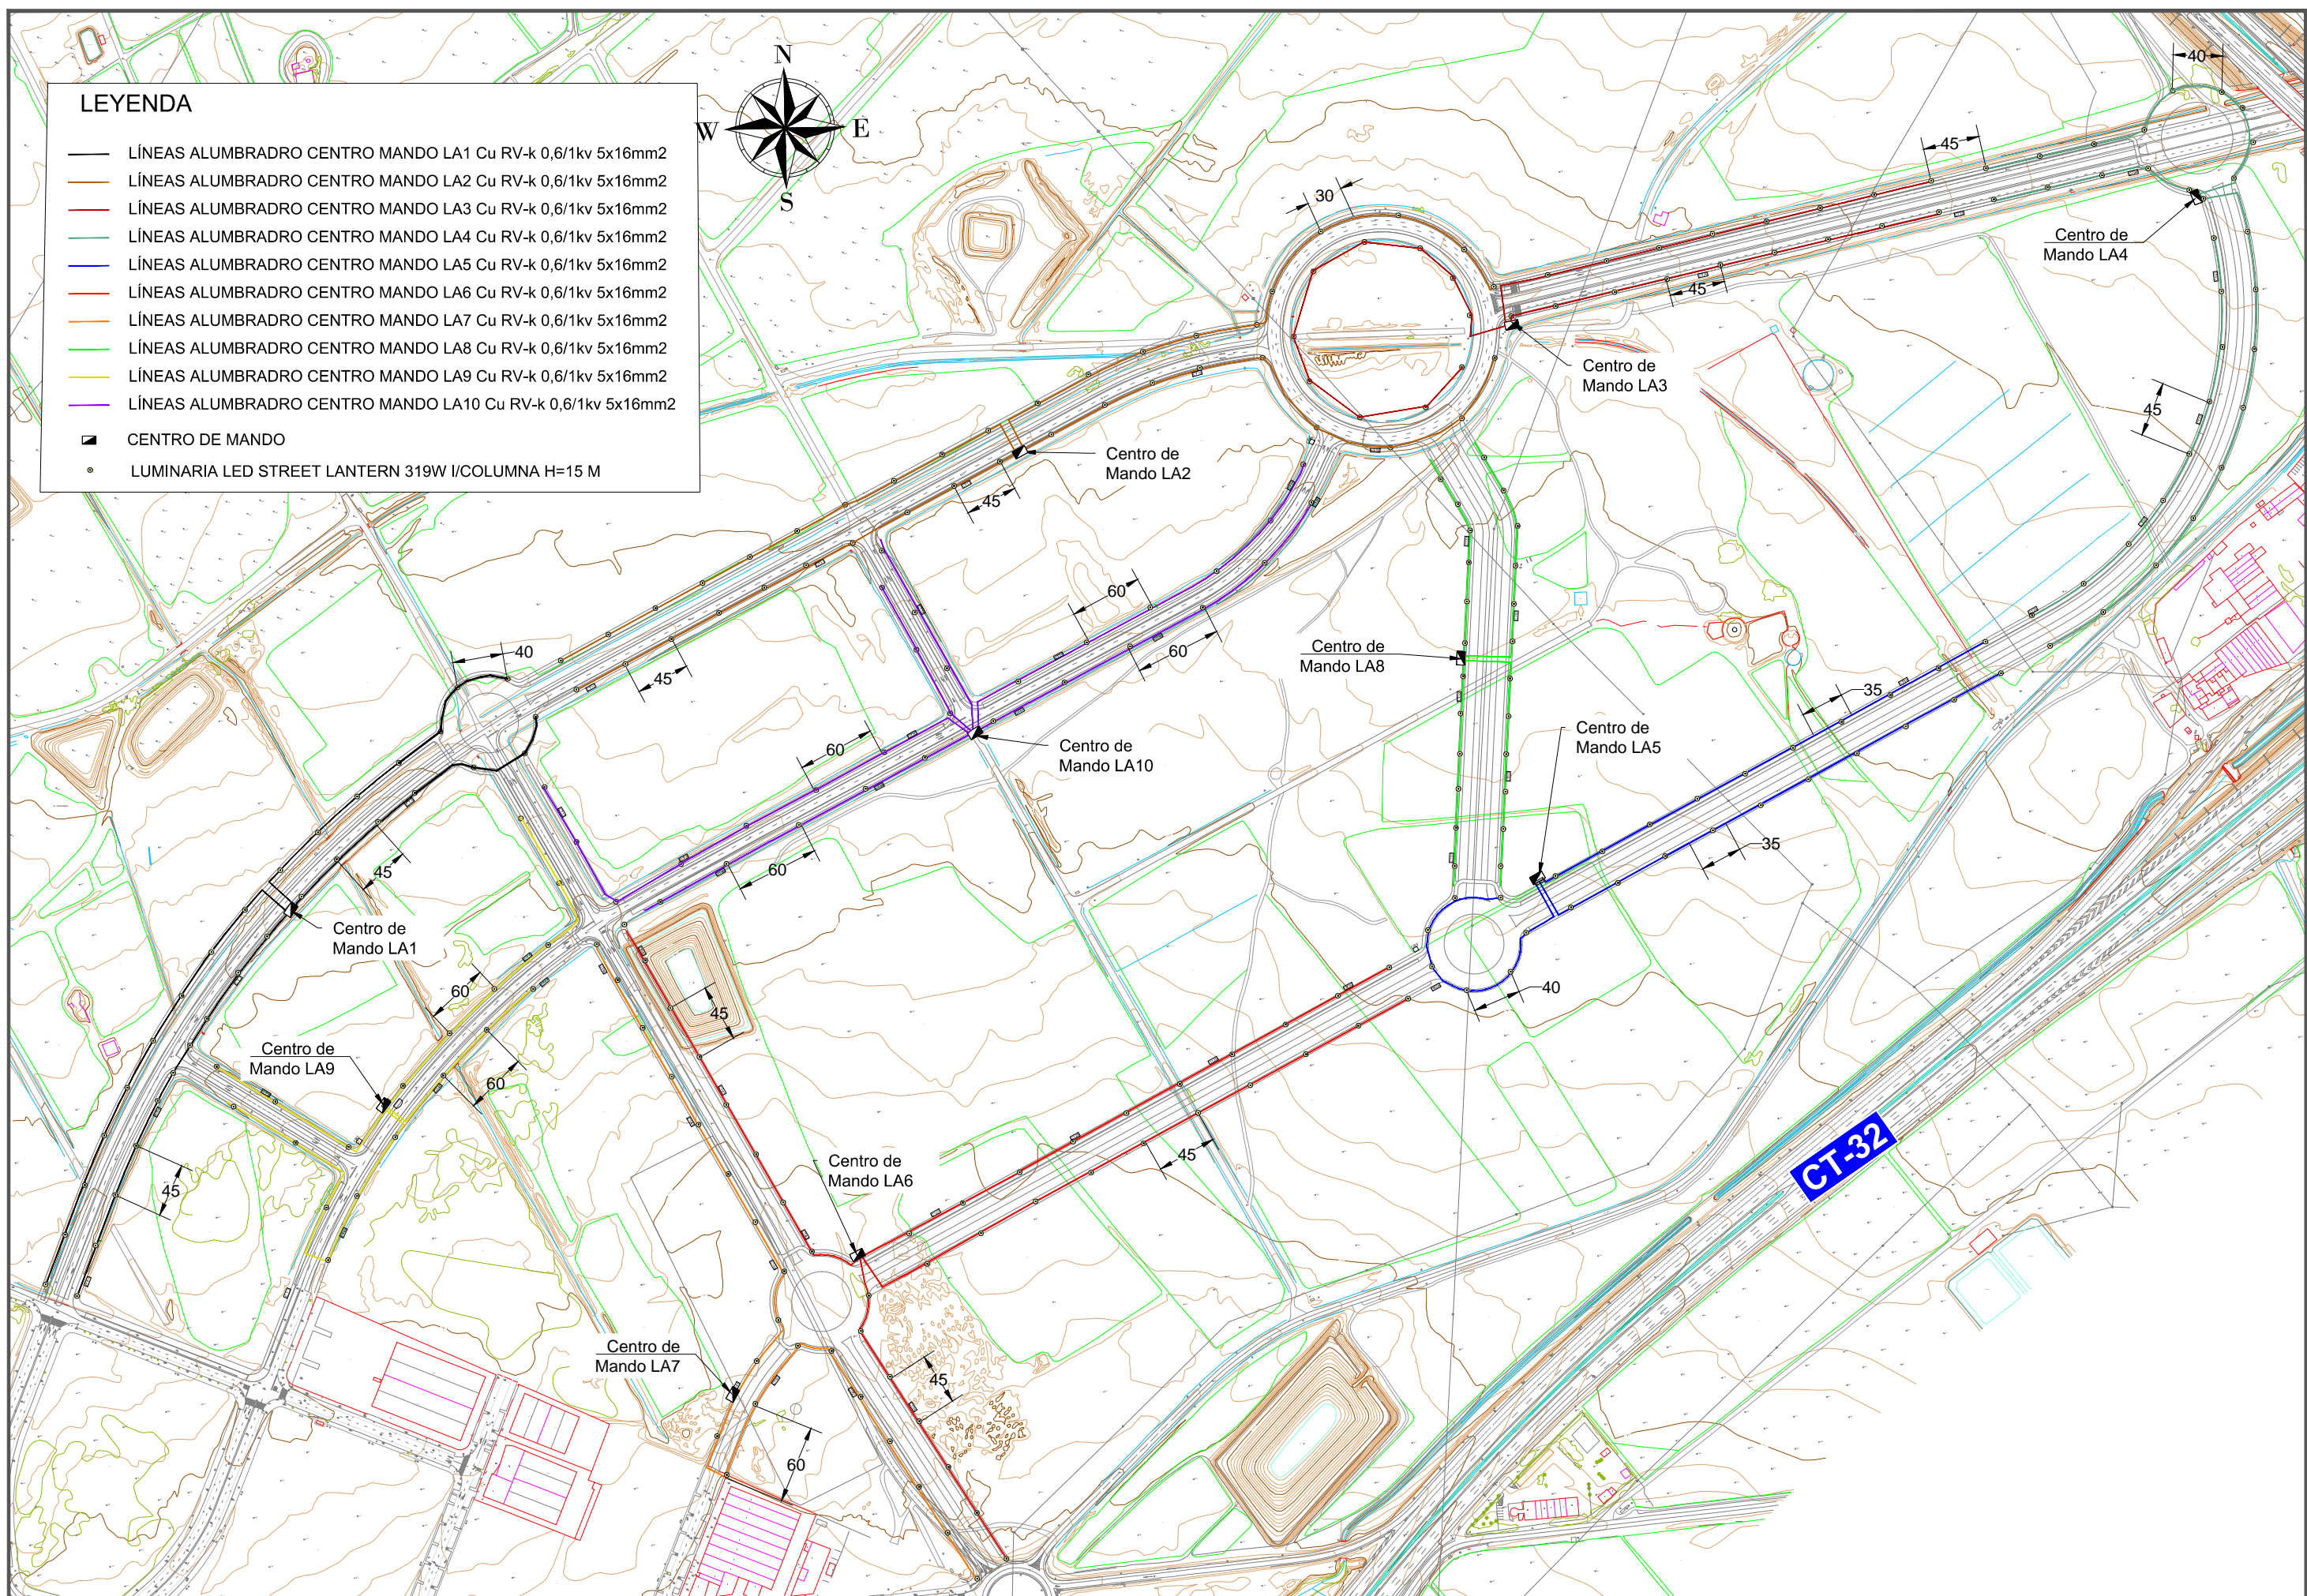 LEYENDA
LÍNEAS ALUMBRADRO CENTRO MANDO LA1 Cu RV-k 0,6/1kv 5x16mm2
LÍNEAS ALUMBRADRO CENTRO MANDO LA2 Cu RV-k 0,6/1kv 5x16mm2
LÍNEAS ALUMBRADRO CENTRO MANDO LA3 Cu RV-k 0,6/1kv 5x16mm2
LÍNEAS ALUMBRADRO CENTRO MANDO LA4 Cu RV-k 0,6/1kv 5x16mm2
LÍNEAS ALUMBRADRO CENTRO MANDO LA5 Cu RV-k 0,6/1kv 5x16mm2
LÍNEAS ALUMBRADRO CENTRO MANDO LA6 Cu RV-k 0,6/1kv 5x16mm2
LÍNEAS ALUMBRADRO CENTRO MANDO LA7 Cu RV-k 0,6/1kv 5x16mm2
LÍNEAS ALUMBRADRO CENTRO MANDO LA8 Cu RV-k 0,6/1kv 5x16mm2
LÍNEAS ALUMBRADRO CENTRO MANDO LA9 Cu RV-k 0,6/1kv 5x16mm2
LÍNEAS ALUMBRADRO CENTRO MANDO LA10 Cu RV-k 0,6/1kv 5x16mm2
CENTRO DE MANDO
LUMINARIA LED STREET LANTERN 319W I/COLUMNA H=15 M
N
W
E
S
40
45
30
Centro de
Mando LA4
45
Centro de
Mando LA3
45
Centro de
Mando LA2
45
60
40
45
60
Centro de
Mando LA8
35
Centro de
Mando LA5
60
Centro de
Mando LA10
35
60
45
Centro de
Mando LA1
60
40
45
Centro de
Mando LA9
60
45
Centro de
Mando LA6
CT-32
45
Centro de
Mando LA7
45
60